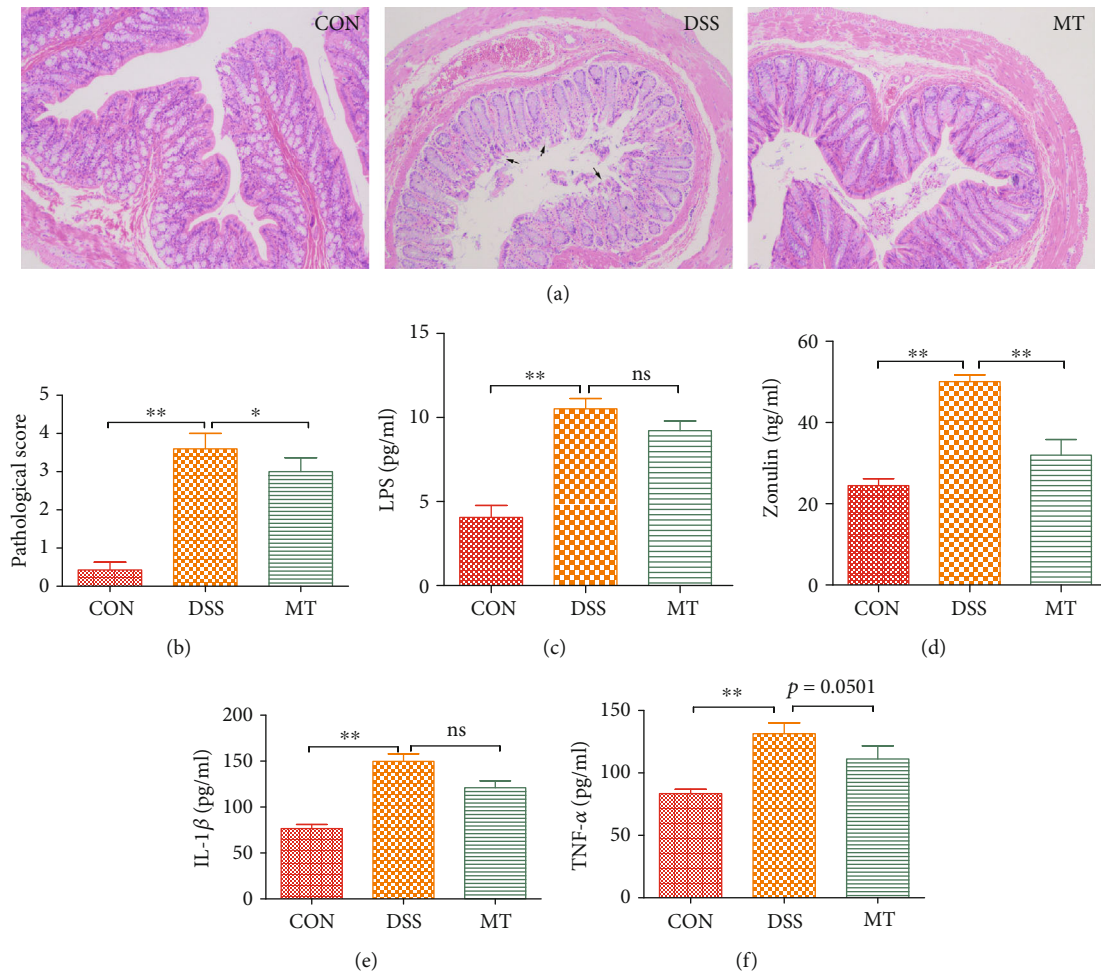 CON
DSS
MT
(a)
Pathological score
5
4
3
2
1
0
**
*
CON
DSS
MT
(b)
LPS (pg/ml)
15
10
5
0
**
ns
CON
DSS
MT
(c)
Zonulin (ng/ml)
60
40
20
0
**
**
CON
DSS
MT
(d)
IL-1β (pg/ml)
200
150
100
50
0
**
ns
CON
DSS
MT
(e)
TNF-α (pg/ml)
150
100
50
0
**
p = 0.0501
CON
DSS
MT
(f)